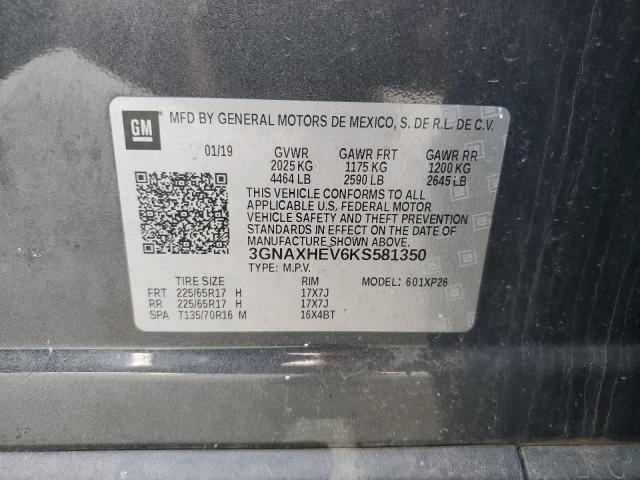 GM MFD BY GENERAL MOTORS DE MEXICO, S. DE R.L. DE C.V.
01/19 GVWR GAWR FRT GAWR RR
2025 KG 1175 KG 1200 KG
4464 LB 2590 LB 2645 LB
THIS VEHICLE CONFORMS TO ALL
APPLICABLE U.S. FEDERAL MOTOR
VEHICLE SAFETY AND THEFT PREVENTION
STANDARDS IN EFFECT ON THE DATE OF
MANUFACTURE SHOWN ABOVE.
3GNAXHEV6KS581350
TYPE: M.P.V.
TIRE SIZE RIM MODEL: 601XP26
FRT 225/65R17 H 17X7J
RR 225/65R17 H 17X7J
SPA T135/70R16 M 16X4BT